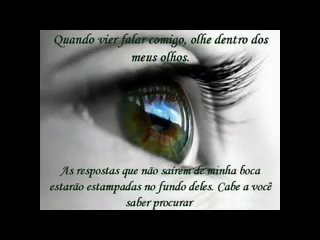 Quando vier falar comigo, olhe dentro dos
meus olhos.
As respostas que não saírem de minha boca
estarão estampadas no fundo deles. Cabe a você
saber procurar